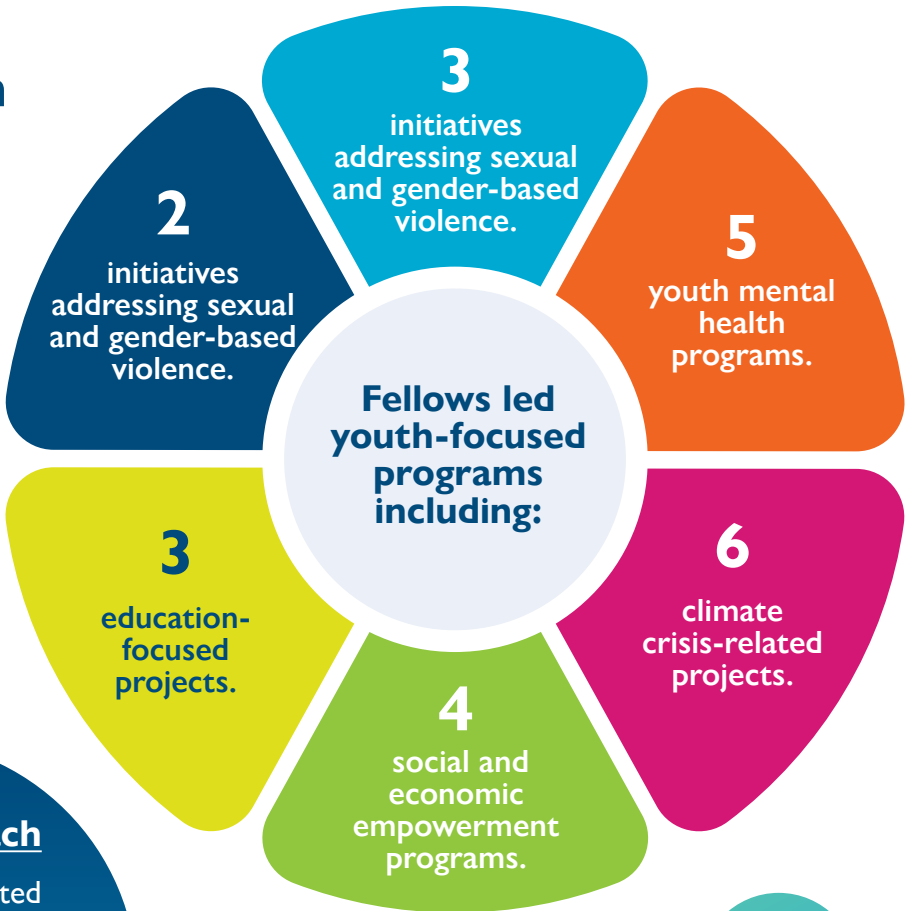 Fellows led
youth-focused
programs
including:
3
initiatives
addressing sexual
and gender-based
violence.
5
youth mental
health
programs.
6
climate
crisis-related
projects.
4
social and
economic
empowerment
programs.
3
education-
focused
projects.
2
initiatives
addressing sexual
and gender-based
violence.